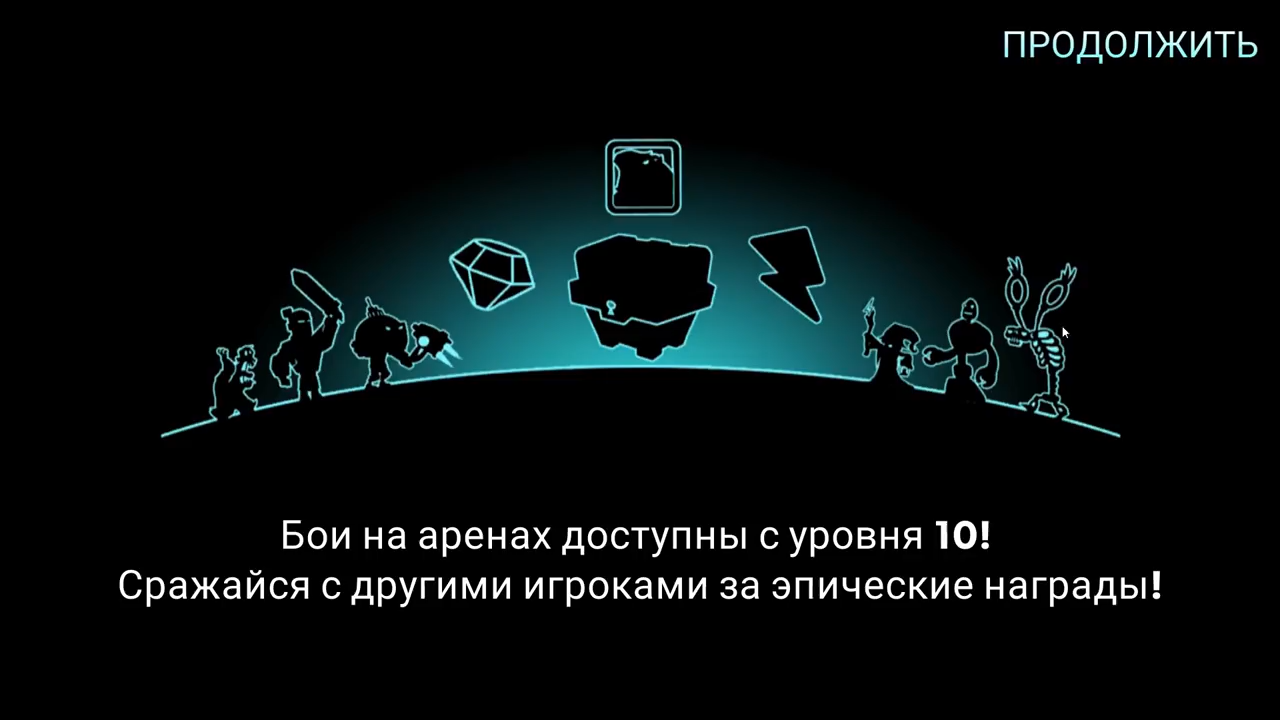 ПРОДОЛЖИТЬ
Бои на аренах доступны с уровня 10!
Сражайся с другими игроками за эпические награды!